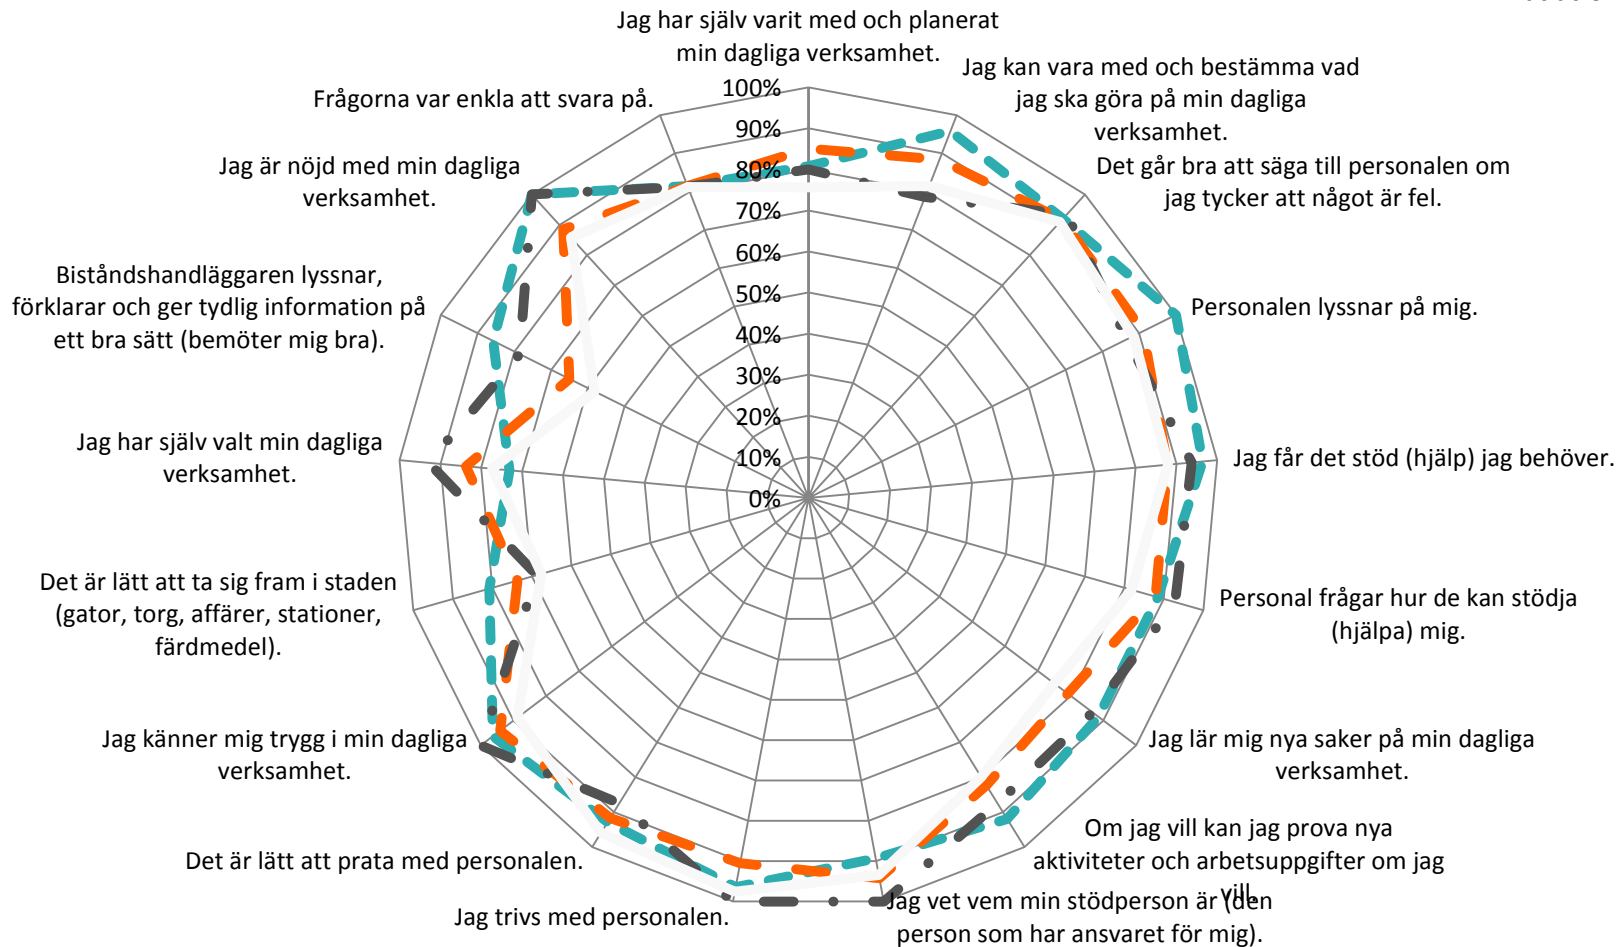 Jag har själv varit med och planerat
min dagliga verksamhet.
Jag kan vara med och bestämma vad
jag ska göra på min dagliga
verksamhet.
Det går bra att säga till personalen om
jag tycker att något är fel.
Personalen lyssnar på mig.
Jag får det stöd (hjälp) jag behöver.
Personal frågar hur de kan stödja
(hjälpa) mig.
Jag lär mig nya saker på min dagliga
verksamhet.
Om jag vill kan jag prova nya
aktiviteter och arbetsuppgifter om jag
vill.
Jag vet vem min stödperson är (den
person som har ansvaret för mig).
Jag trivs med personalen.
Det är lätt att prata med personalen.
Jag känner mig trygg i min dagliga
verksamhet.
Det är lätt att ta sig fram i staden
(gator, torg, affärer, stationer,
färdmedel).
Jag har själv valt min dagliga
verksamhet.
Biståndshandläggaren lyssnar,
förklarar och ger tydlig information på
ett bra sätt (bemöter mig bra).
Jag är nöjd med min dagliga
verksamhet.
Frågorna var enkla att svara på.
100%
90%
80%
70%
60%
50%
40%
30%
20%
10%
0%